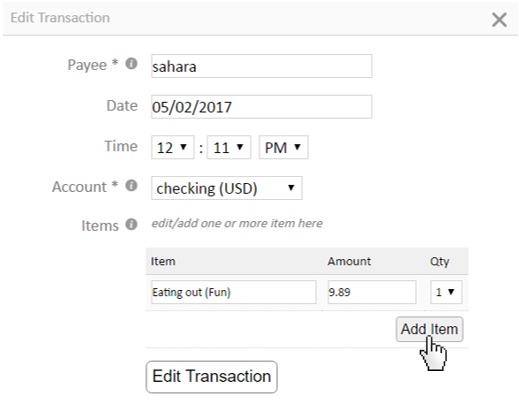 Edit Transaction
Payee * sahara
Date 05/02/2017
Time 12 : 11 PM
Account * checking (USD)
Items edit/add one or more item here
Item Amount Qty
Eating out (Fun) 9.89 1
Add Item
Edit Transaction